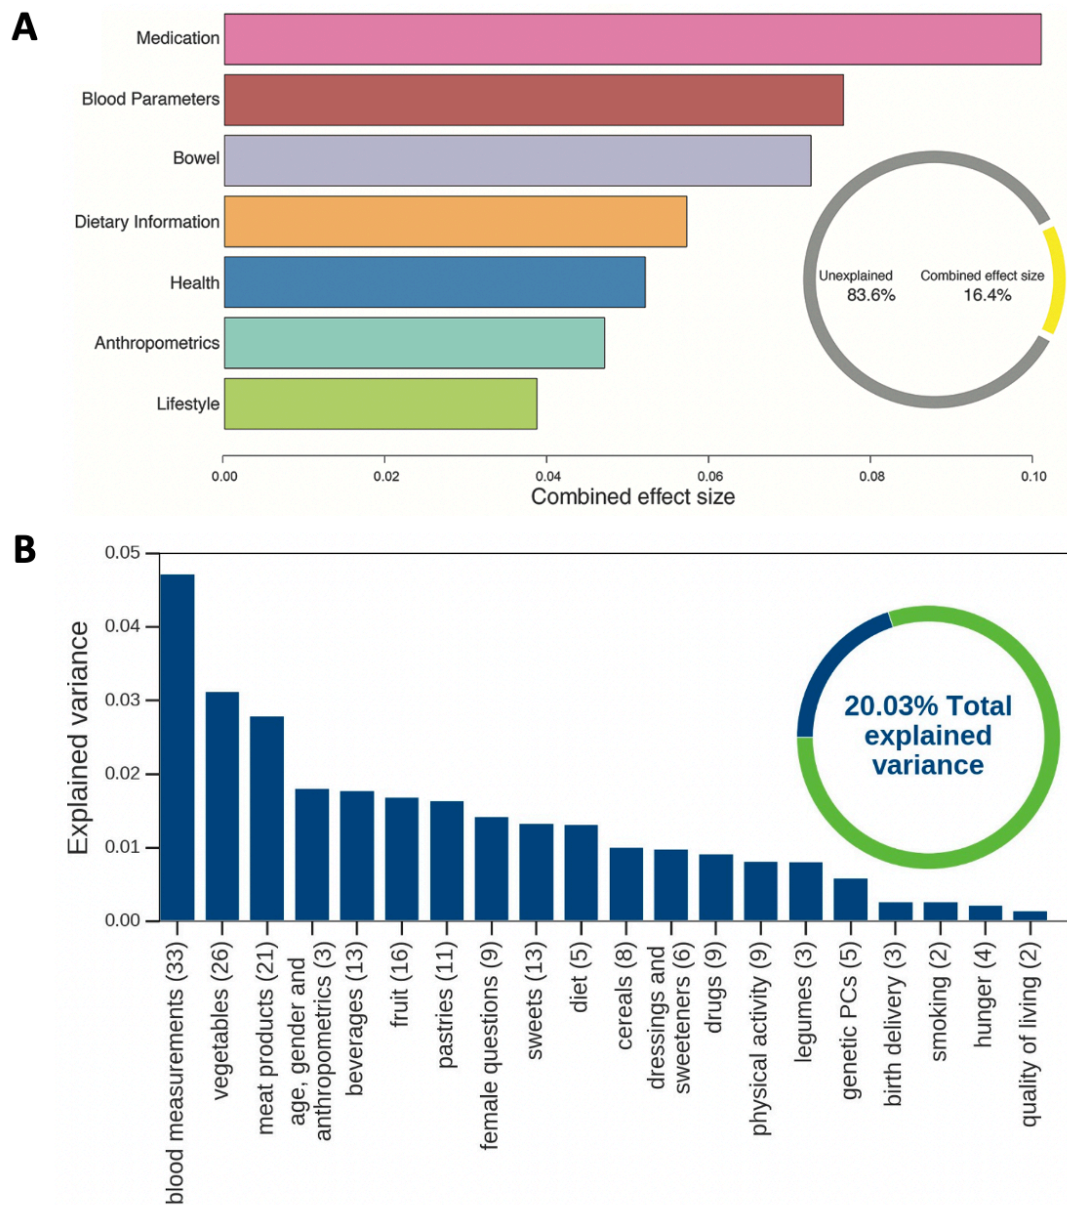 A
Medication
Blood Parameters
Bowel
Dietary Information
Health
Anthropometrics
Lifestyle
Unexplained
83.6%
Combined effect size
16.4%
0.00
0.02
0.04
0.06
0.08
0.10
Combined effect size
B
Explained variance
0.05
0.04
0.03
0.02
0.01
0.00
20.03% Total
explained
variance
blood measurements (33)
vegetables (26)
meat products (21)
age, gender and
anthropometrics (3)
beverages (13)
fruit (16)
pastries (11)
female questions (9)
sweets (13)
diet (5)
cereals (8)
dressings and
sweeteners (6)
drugs (9)
physical activity (9)
legumes (3)
genetic PCs (5)
birth delivery (3)
smoking (2)
hunger (4)
quality of living (2)